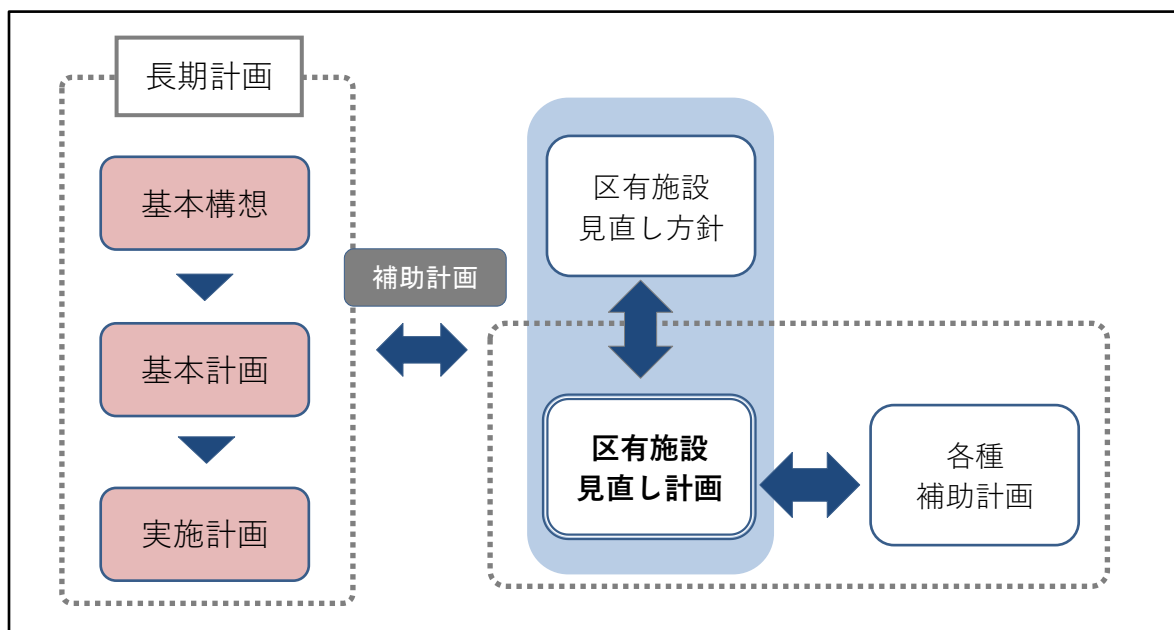 長期計画
基本構想
基本計画
実施計画
補助計画
区有施設
見直し方針
区有施設
見直し計画
各種
補助計画